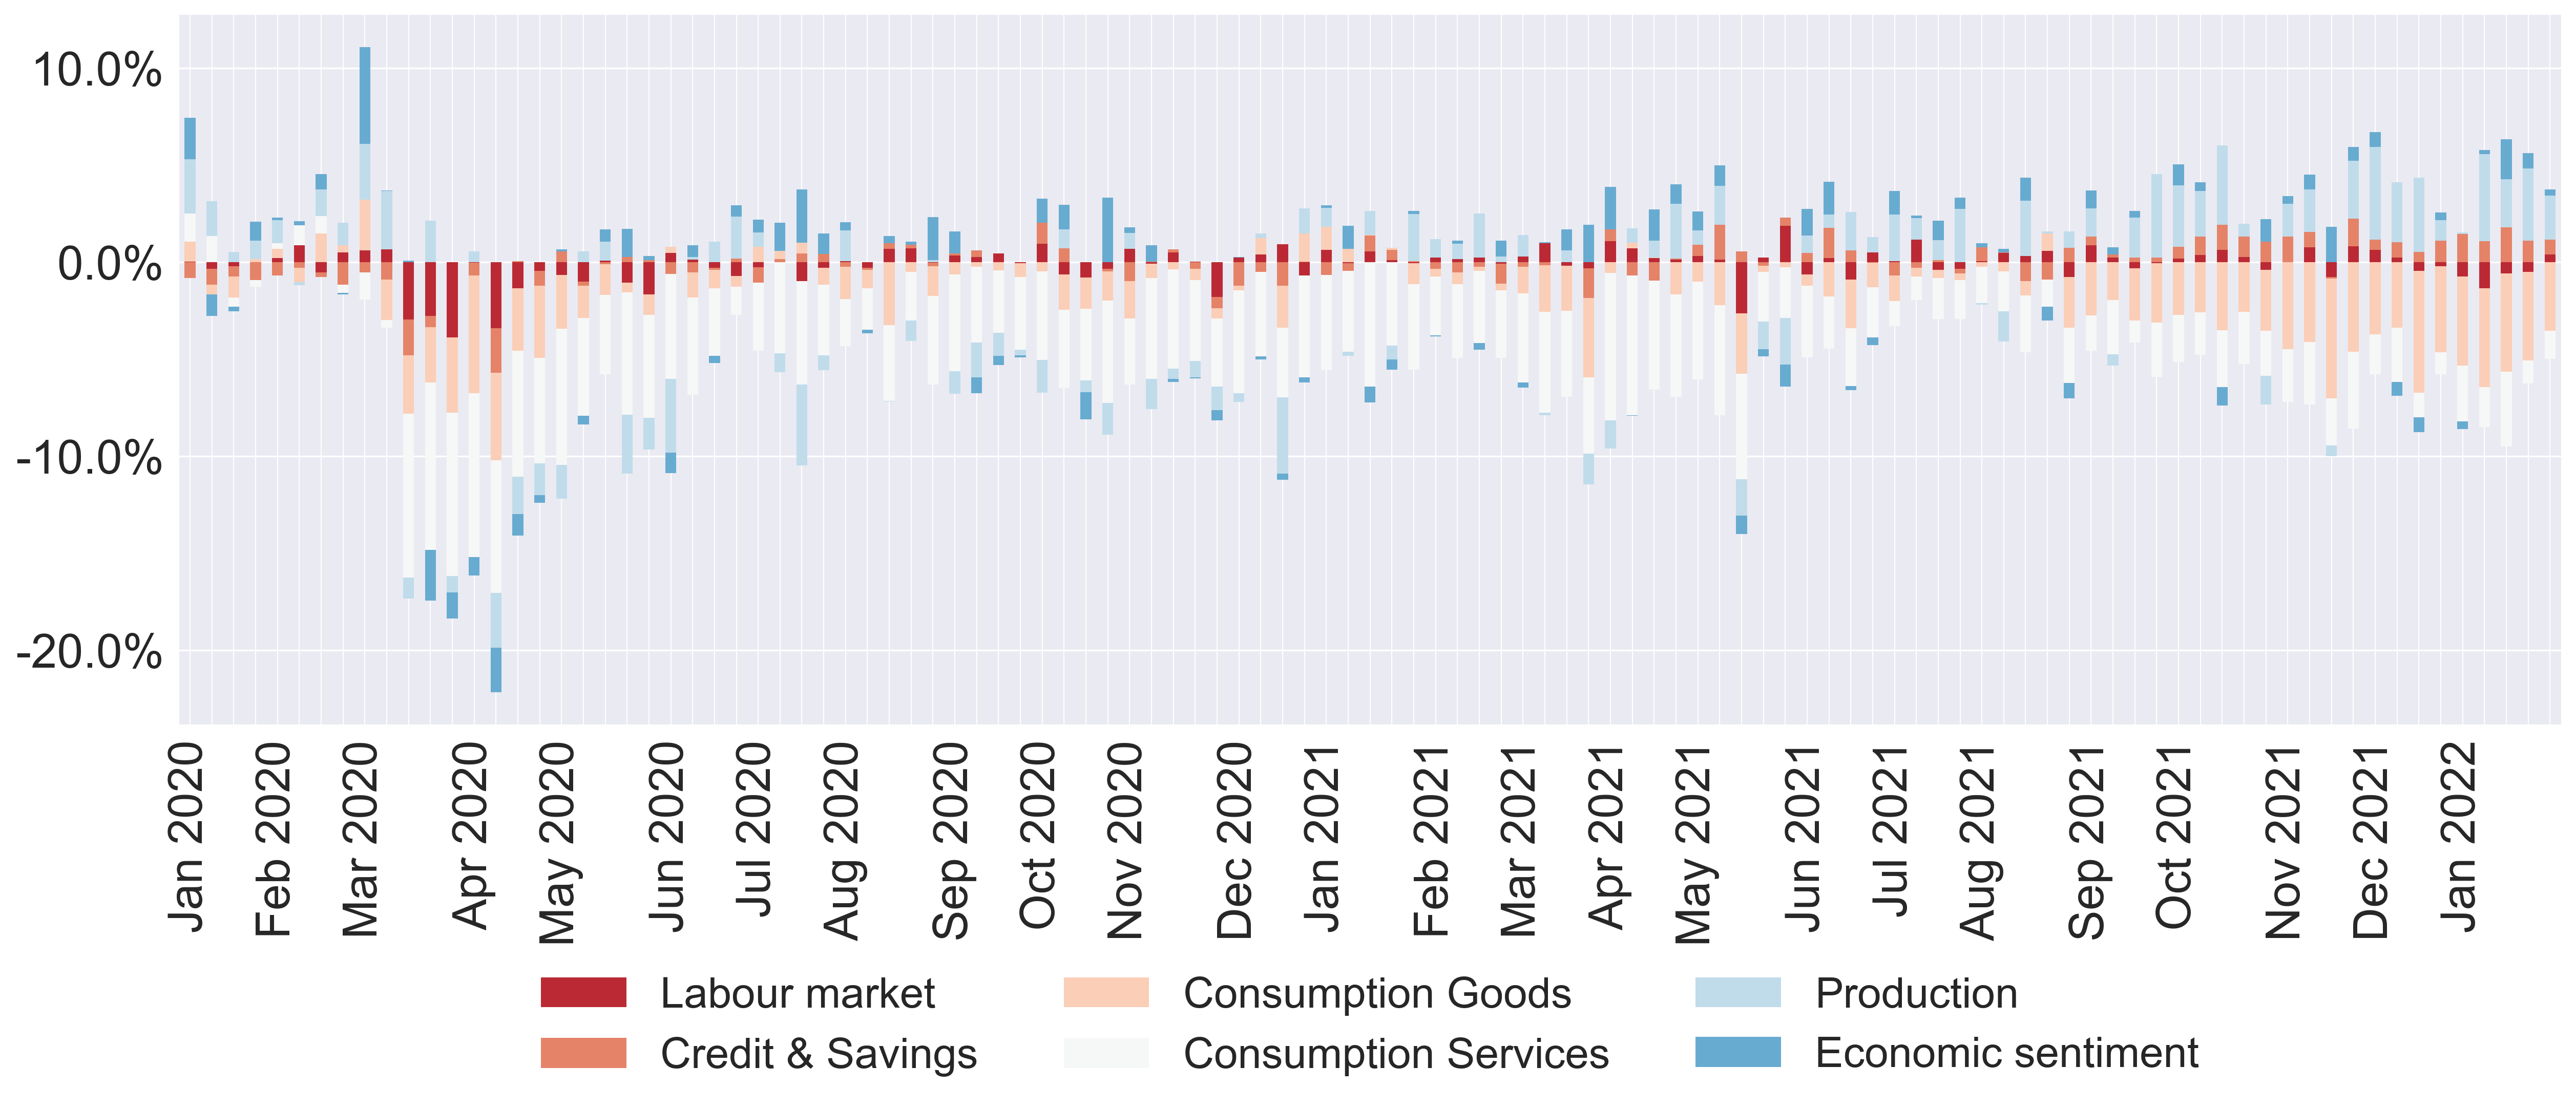 10.0%
0.0%
-10.0%
-20.0%
Jan 2020
Feb 2020
Mar 2020
Apr 2020
May 2020
Jun 2020
Jul 2020
Aug 2020
Sep 2020
Oct 2020
Nov 2020
Dec 2020
Jan 2021
Feb 2021
Mar 2021
Apr 2021
May 2021
Jun 2021
Jul 2021
Aug 2021
Sep 2021
Oct 2021
Nov 2021
Dec 2021
Jan 2022
Labour market
Consumption Goods
Production
Credit & Savings
Consumption Services
Economic sentiment